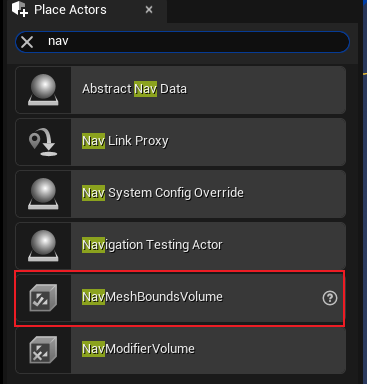 Place Actors
nav
Abstract Nav Data
Nav Link Proxy
Nav System Config Override
Navigation Testing Actor
NavMeshBoundsVolume
NavModifierVolume